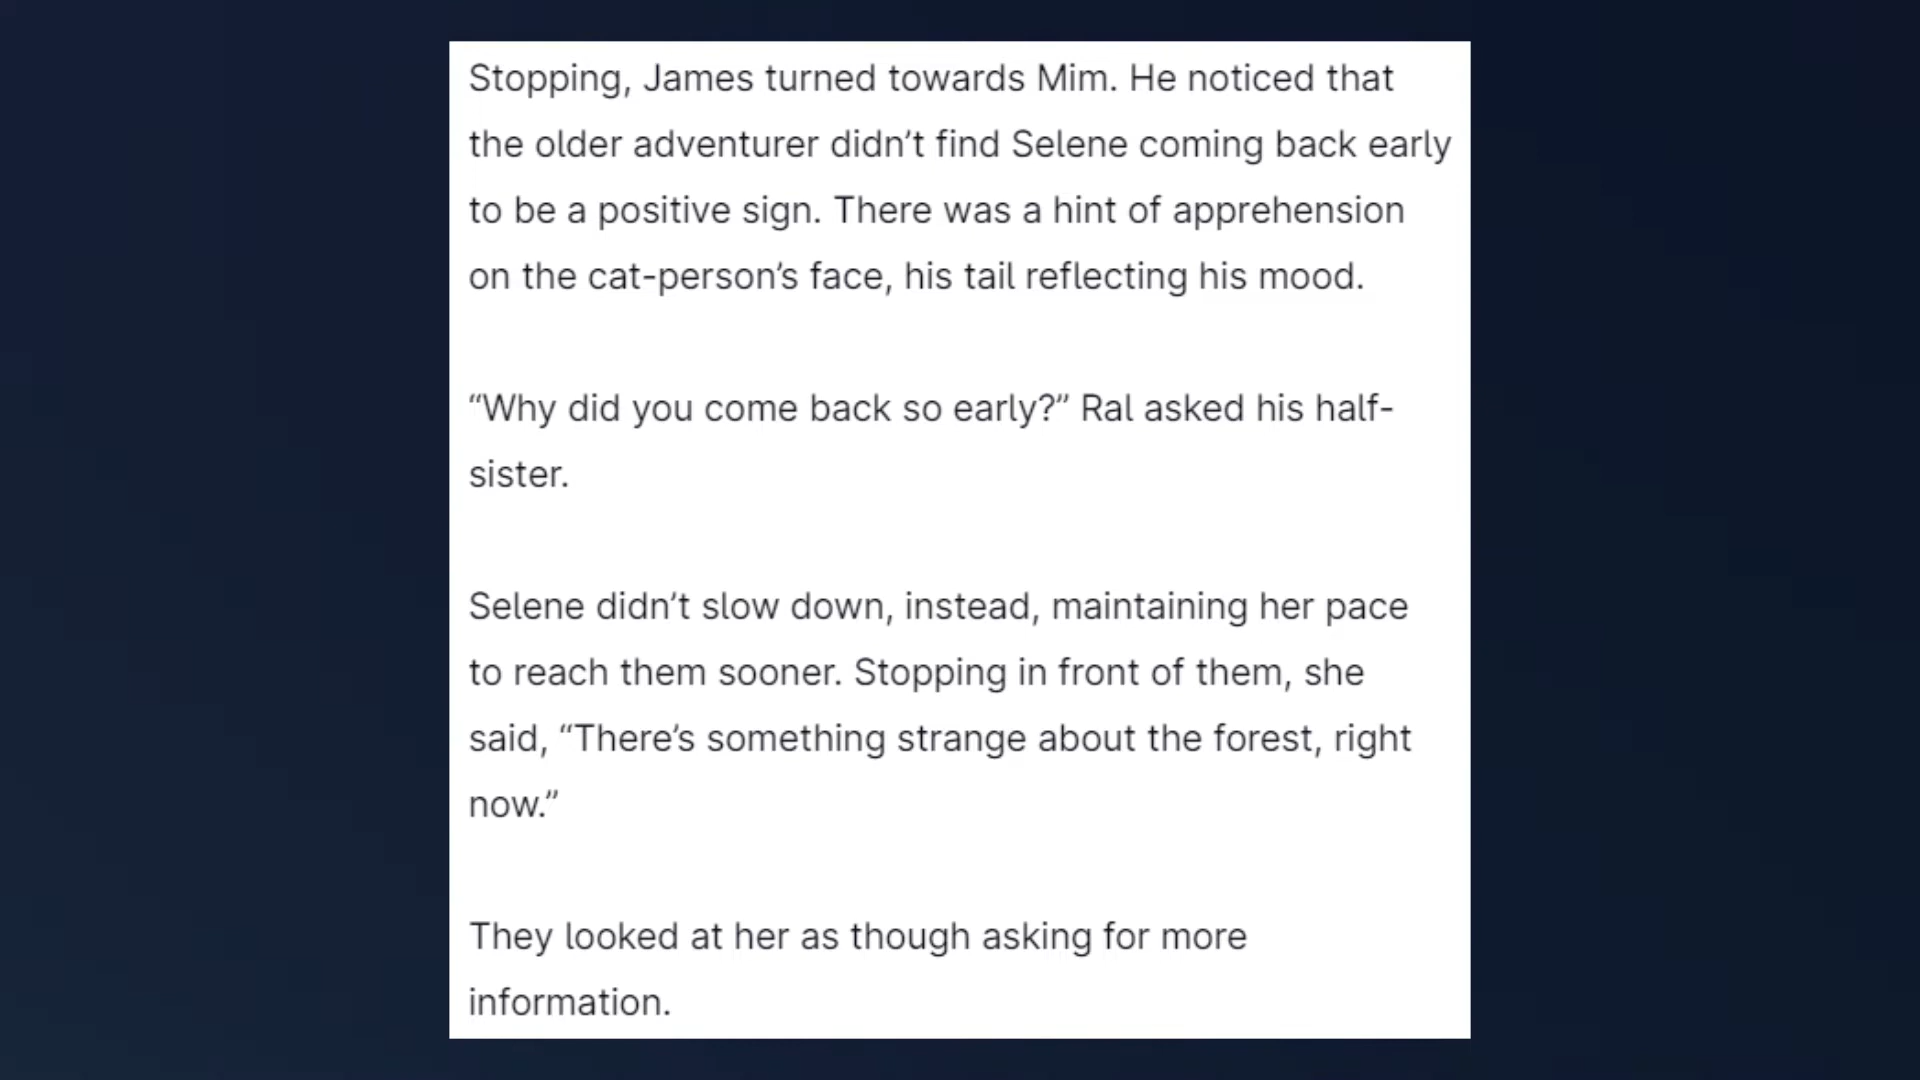 Stopping, James turned towards Mim. He noticed that
the older adventurer didn’t find Selene coming back early
to be a positive sign. There was a hint of apprehension
on the cat-person’s face, his tail reflecting his mood.
“Why did you come back so early?” Ral asked his half-
sister.
Selene didn’t slow down, instead, maintaining her pace
to reach them sooner. Stopping in front of them, she
said, “There’s something strange about the forest, right
now.”
They looked at her as though asking for more
information.